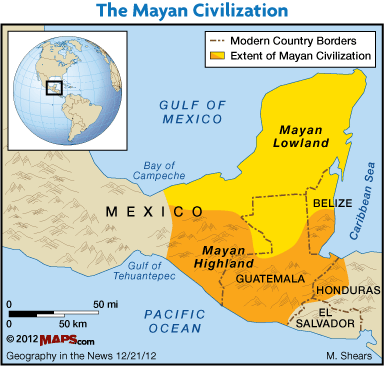 The Mayan Civilization
Modern Country Borders
Extent of Mayan Civilization
GULF OF
MEXICO
Mayan
Lowland
Bay of
Campeche
Caribbean Sea
BELIZE
MEXICO
Mayan
Highland
Gulf of
Tehuantepec
GUATEMALA
HONDURAS
EL
SALVADOR
PACIFIC
OCEAN
0 50 mi
0 50 km
© 2012 MAPS.com
Geography in the News 12/21/12
M. Shears